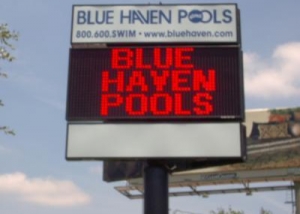 BLUE HAVEN POOLS
800.600.SWIM • www.bluehaven.com
BLUE
HAVEN
POOLS